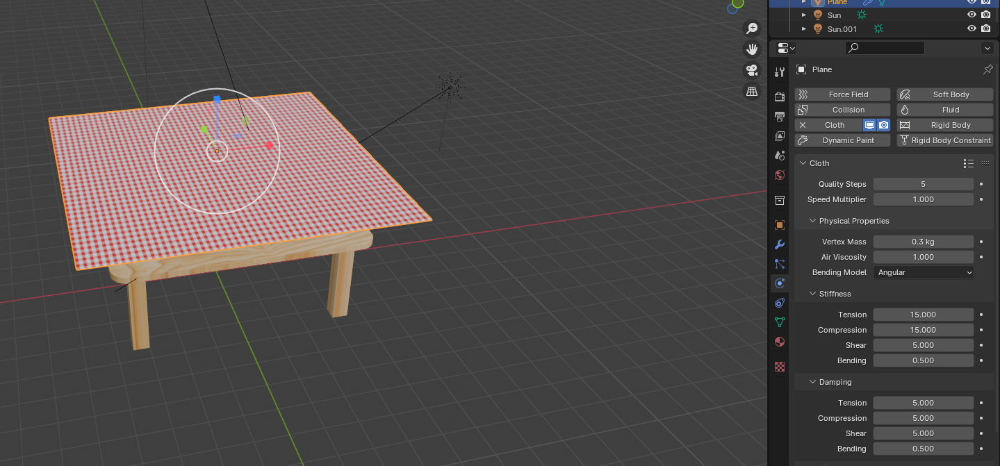 Plane
Sun
Sun.001
Plane
Force Field Soft Body
Collision Fluid
Cloth Rigid Body
Dynamic Paint Rigid Body Constraint
Cloth
Quality Steps 5
Speed Multiplier 1.000
Physical Properties
Vertex Mass 0.3 kg
Air Viscosity 1.000
Bending Model Angular
Stiffness
Tension 15.000
Compression 15.000
Shear 5.000
Bending 0.500
Damping
Tension 5.000
Compression 5.000
Shear 5.000
Bending 0.500